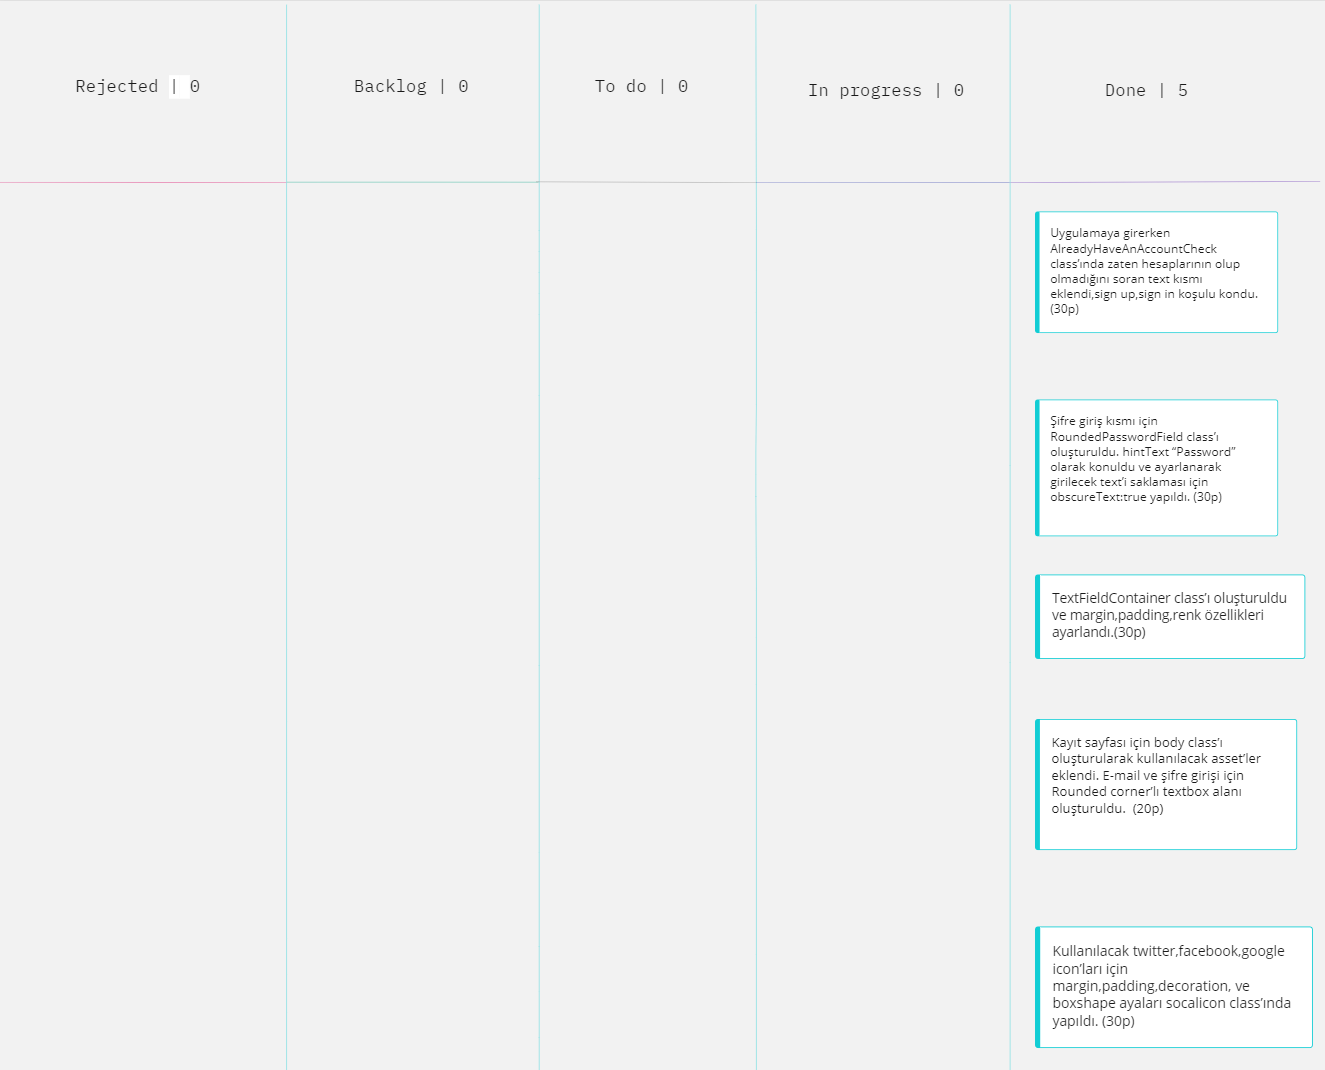 Rejected | 0
Backlog | 0
To do | 0
In progress | 0
Done | 5
Uygulamaya girerken
AlreadyHaveAnAccountCheck
class’ında zaten hesaplarının olup
olmadığını soran text kısmı
eklendi,sign up,sign in koşulu kondu.
(30p)
Şifre giriş kısmı için
RoundedPasswordField class’ı
oluşturuldu. hintText “Password”
olarak konuldu ve ayarlanarak
girilecek text’i saklaması için
obscureText:true yapıldı. (30p)
TextFieldContainer class’ı oluşturuldu
ve margin,padding,renk özellikleri
ayarlandı.(30p)
Kayıt sayfası için body class’ı
oluşturularak kullanılacak asset’ler
eklendi. E-mail ve şifre girişi için
Rounded corner’lı textbox alanı
oluşturuldu.  (20p)
Kullanılacak twitter,facebook,google
icon’ları için
margin,padding,decoration, ve
boxshape ayaları socalicon class’ında
yapıldı. (30p)